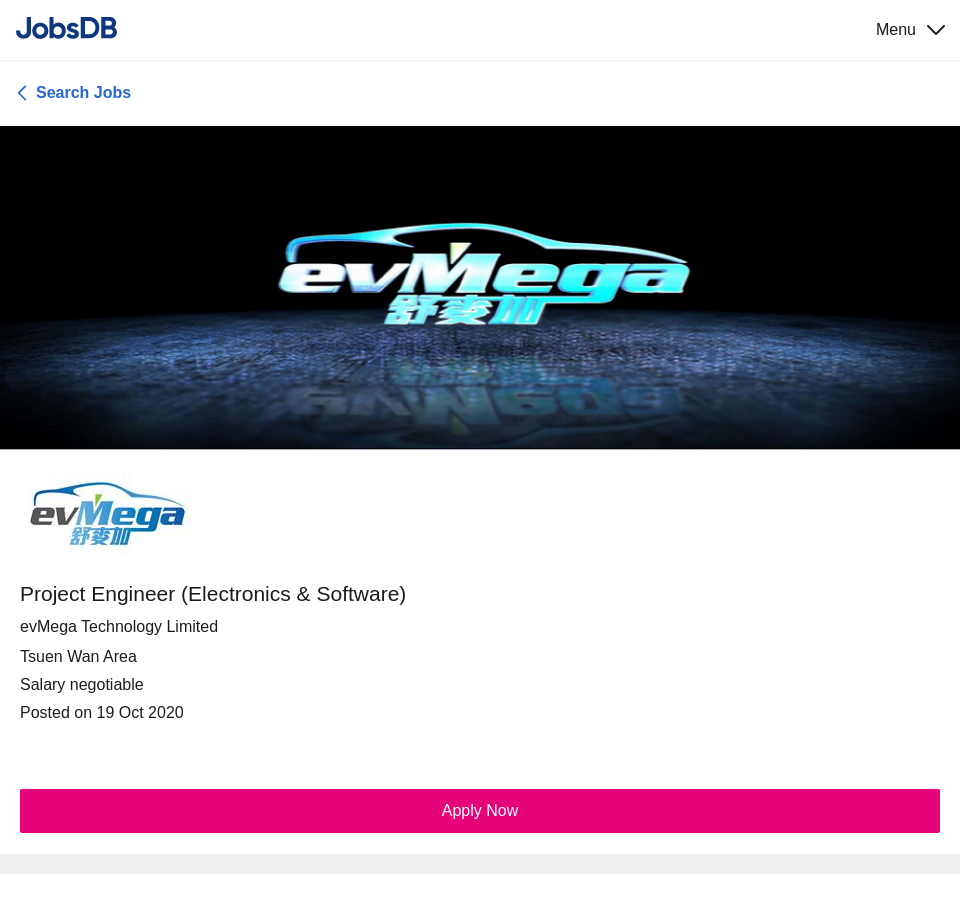 JobsDB
Menu
Search Jobs
evMega
舒麥加
evMega
舒麥加
Project Engineer (Electronics & Software)
evMega Technology Limited
Tsuen Wan Area
Salary negotiable
Posted on 19 Oct 2020
Apply Now